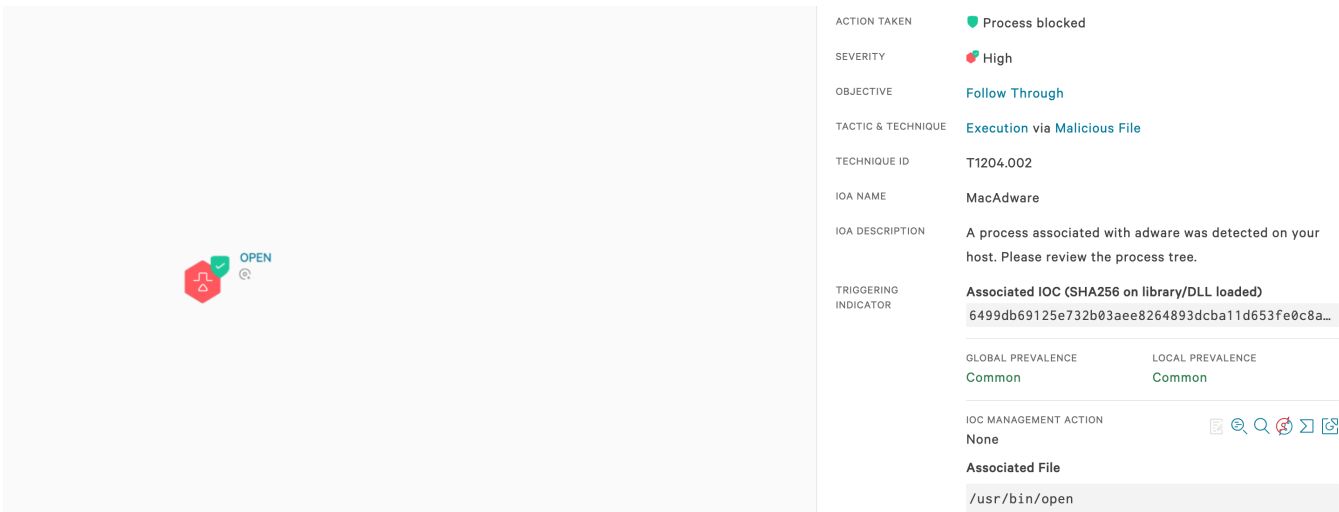 OPEN
ACTION TAKEN Process blocked
SEVERITY High
OBJECTIVE Follow Through
TACTIC & TECHNIQUE Execution via Malicious File
TECHNIQUE ID T1204.002
IOA NAME MacAdware
IOA DESCRIPTION A process associated with adware was detected on your
host. Please review the process tree.
TRIGGERING Associated IOC (SHA256 on library/DLL loaded)
INDICATOR 6499db69125e732b03aee8264893dcba11d653fe0c8a…
GLOBAL PREVALENCE LOCAL PREVALENCE
Common Common
IOC MANAGEMENT ACTION
None
Associated File
/usr/bin/open